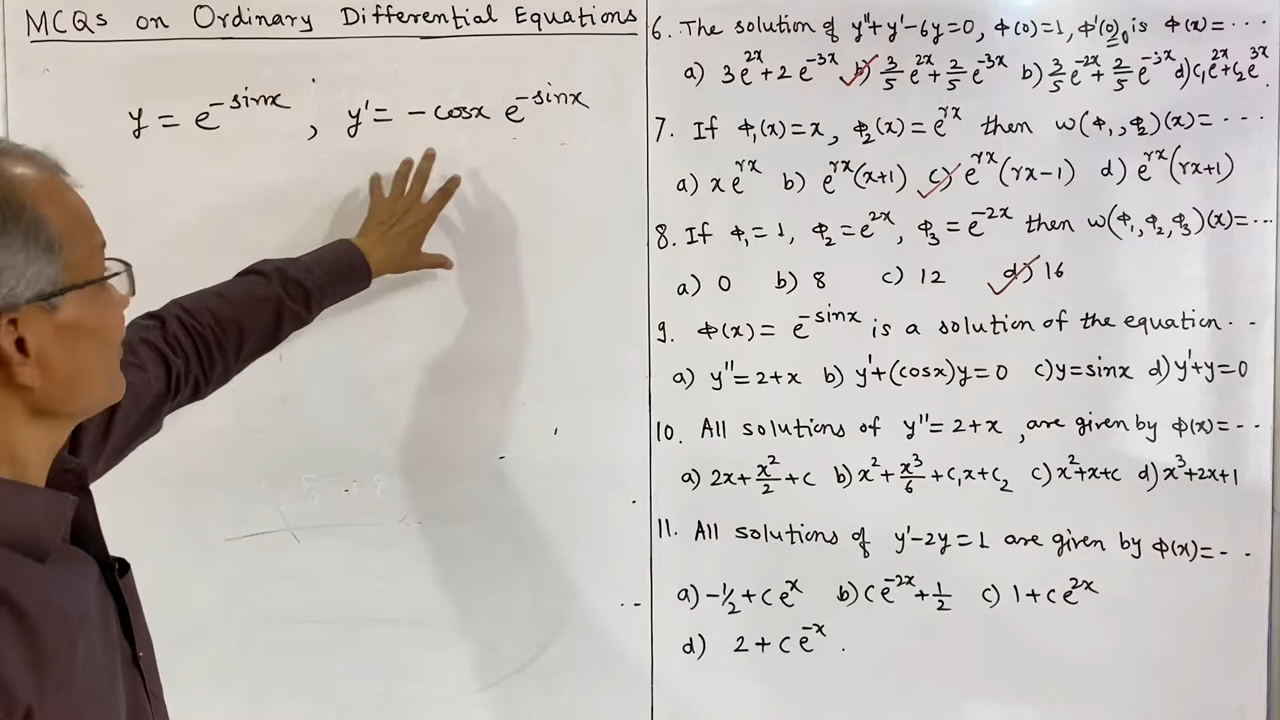 MCQs on Ordinary Differential Equations
y = e^{-sinx} ; y' = -cosx e^{-sinx}
6. The solution of y''+y'-6y=0, φ(0)=1, φ'(0)=0 is φ(x)=···
a) 3e^{2x}+2e^{-3x} b) 3/5 e^{2x}+2/5 e^{-3x} b) 3/5 e^{-2x}+2/5 e^{-3x} d) c₁e^{2x}+c₂e^{3x}
7. If φ₁(x)=x, φ₂(x)=e^{rx} then w(φ₁,φ₂)(x)=····
a) xe^{rx} b) e^{rx}(x+1) c) e^{rx}(rx-1) d) e^{rx}(rx+1)
8. If φ₁=1, φ₂=e^{2x}, φ₃=e^{-2x} then w(φ₁,φ₂,φ₃)(x)=···
a) 0 b) 8 c) 12 d) 16
9. φ(x)= e^{-sinx} is a solution of the equation···
a) y''=2+x b) y'+(cosx)y=0 c) y=sinx d) y'+y=0
10. All solutions of y''=2+x, are given by φ(x)=---
a) 2x+x²/2+c b) x²+x³/6+c₁x+c₂ c) x²+x+c d) x³+2x+1
11. All solutions of y'-2y=1 are given by φ(x)=---
a) -1/2+ce^{x} b) ce^{-2x}+1/2 c) 1+ce^{2x}
d) 2+ce^{-x}.